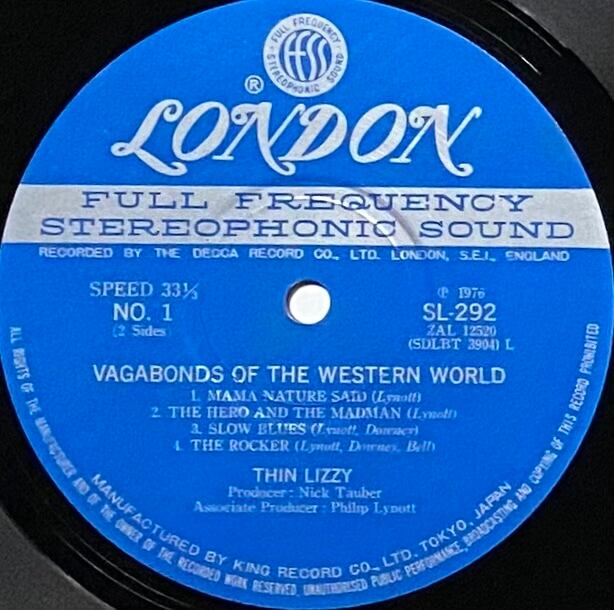 FULL FREQUENCY
ffss
STEREOPHONIC SOUND
®
LONDON
FULL FREQUENCY
STEREOPHONIC SOUND
RECORDED BY THE DECCA RECORD CO., LTD. LONDON, S.E.I., ENGLAND
SPEED 33⅓
℗ 1976
NO. 1
SL-292
(2 Sides)
ZAL 12520
(SDLBT 3904) L
VAGABONDS OF THE WESTERN WORLD
1. MAMA NATURE SAID (Lynott)
2. THE HERO AND THE MADMAN (Lynott)
3. SLOW BLUES (Lynott, Downey)
4. THE ROCKER (Lynott, Downey, Bell)
THIN LIZZY
Producer: Nick Tauber
Associate Producer: Philip Lynott
MANUFACTURED BY KING RECORD CO., LTD. TOKYO, JAPAN
ALL RIGHTS OF THE MANUFACTURER AND OF THE OWNER OF THE RECORDED WORK RESERVED. UNAUTHORISED PUBLIC PERFORMANCE, BROADCASTING AND COPYING OF THIS RECORD PROHIBITED